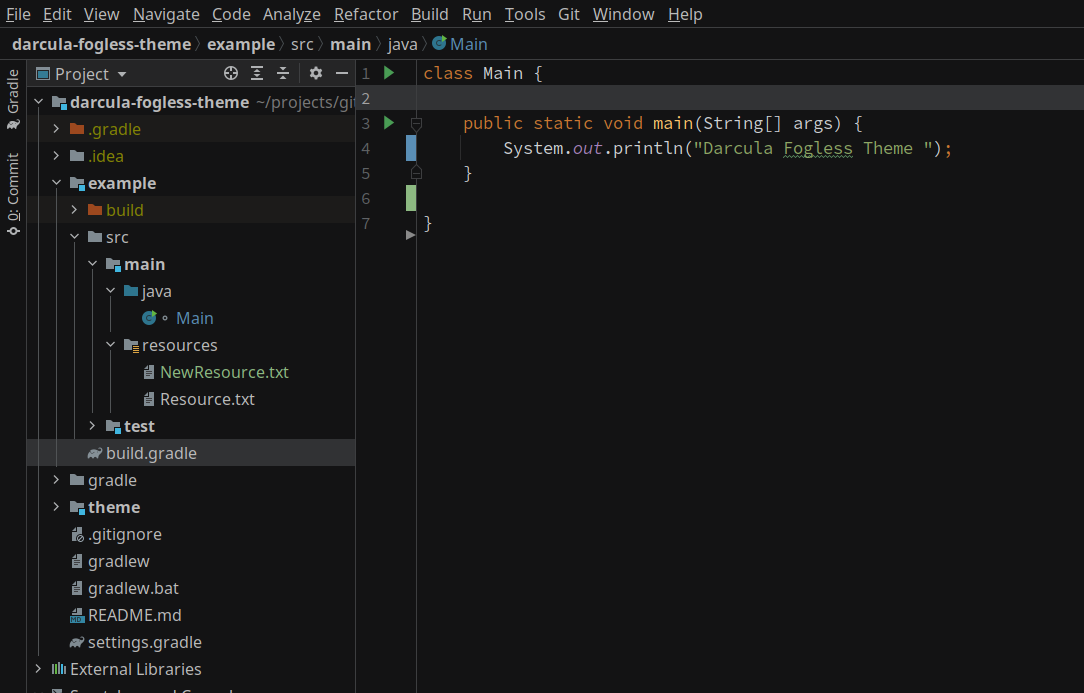 File Edit View Navigate Code Analyze Refactor Build Run Tools Git Window Help
darcula-fogless-theme example src main java Main
Gradle
0: Commit
Project
darcula-fogless-theme ~/projects/git
.gradle
.idea
example
build
src
main
java
Main
resources
NewResource.txt
Resource.txt
test
build.gradle
gradle
theme
.gitignore
gradlew
gradlew.bat
README.md
settings.gradle
External Libraries
1 class Main {
2
3 public static void main(String[] args) {
4 System.out.println("Darcula Fogless Theme ");
5 }
6
7 }